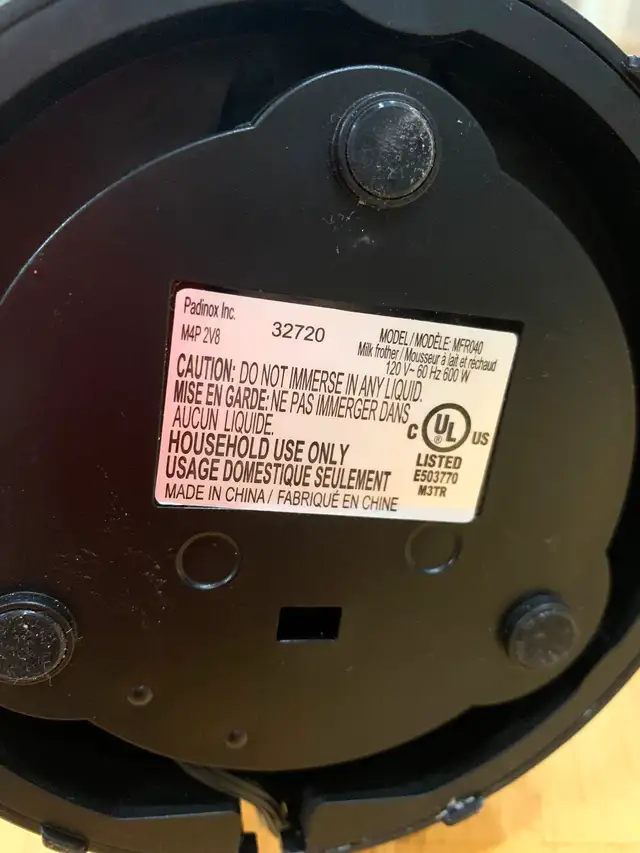 Padinox Inc.
M4P 2V8
32720
MODEL / MODÈLE: MFR040
Milk frother / Mousseur à lait et réchaud
120 V~ 60 Hz 600 W
CAUTION: DO NOT IMMERSE IN ANY LIQUID.
MISE EN GARDE: NE PAS IMMERGER DANS
AUCUN LIQUIDE.
HOUSEHOLD USE ONLY
USAGE DOMESTIQUE SEULEMENT
MADE IN CHINA / FABRIQUÉ EN CHINE
C UL ® US
LISTED
E503770
M3TR